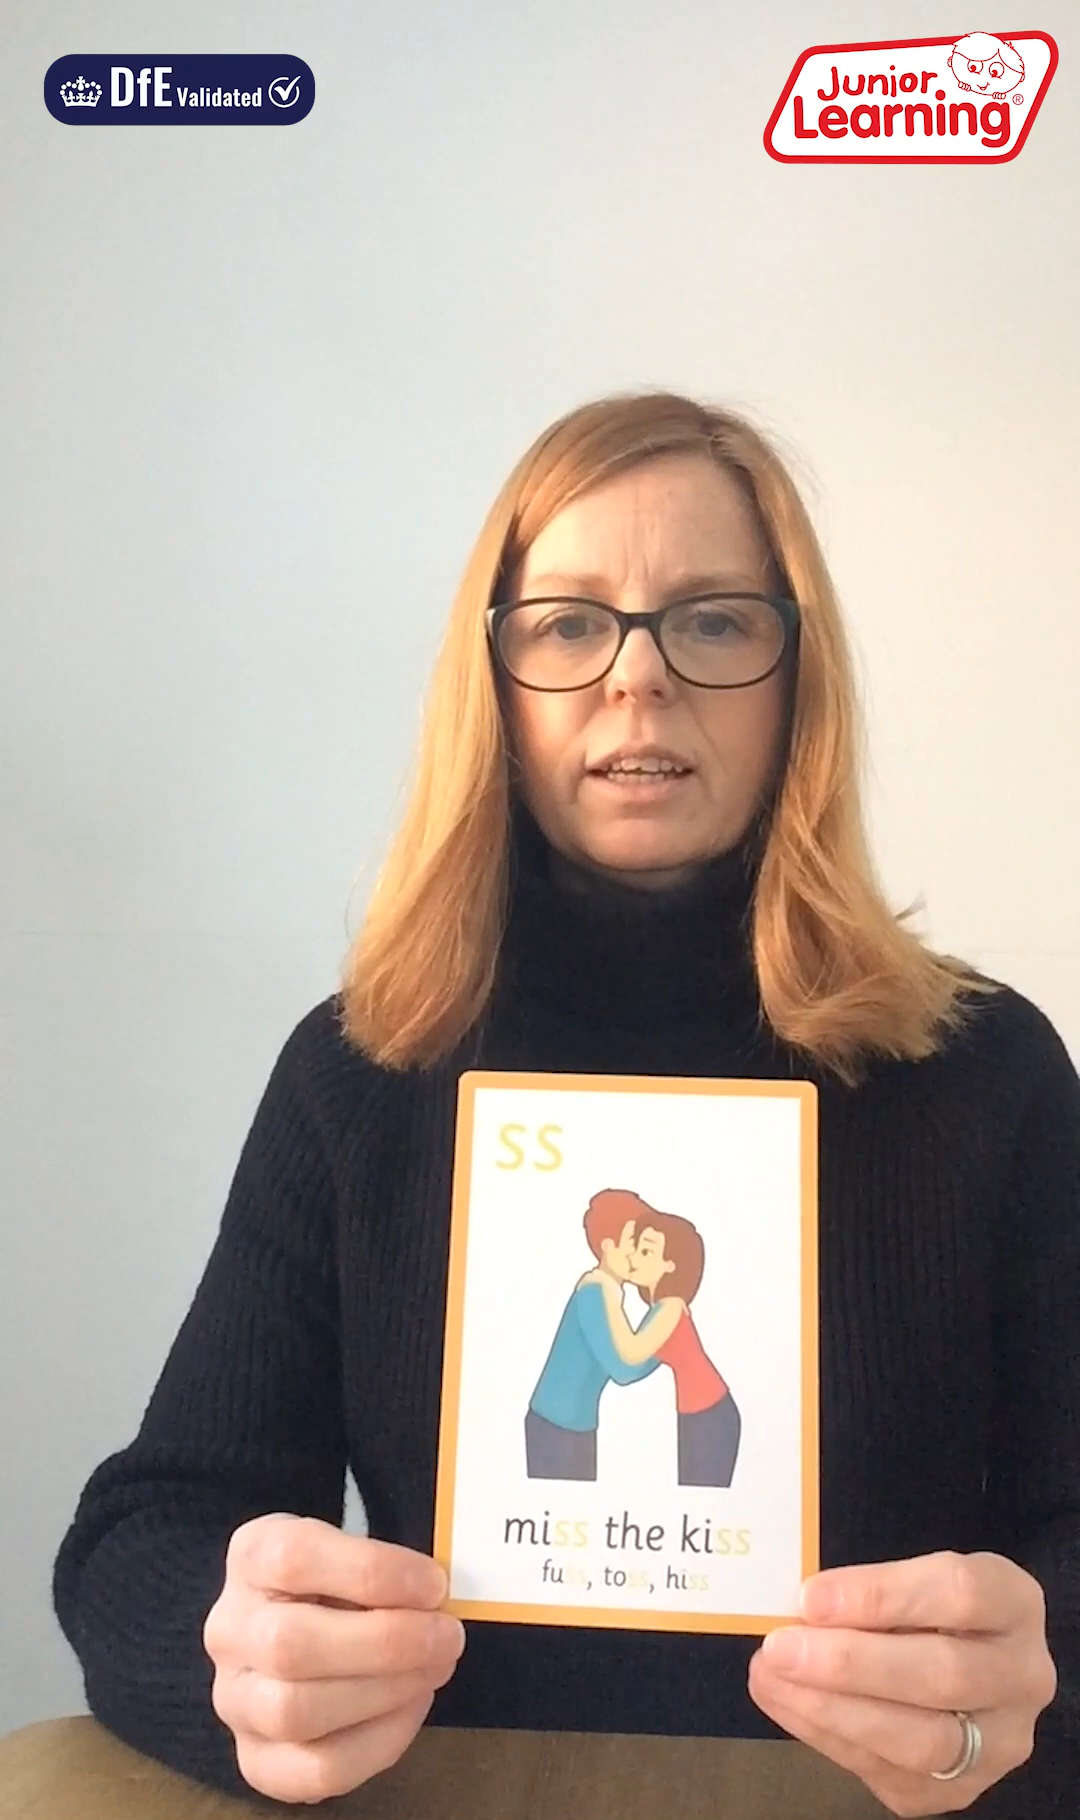 DfE Validated
Junior
Learning®
ss
miss the kiss
fuss, toss, hiss